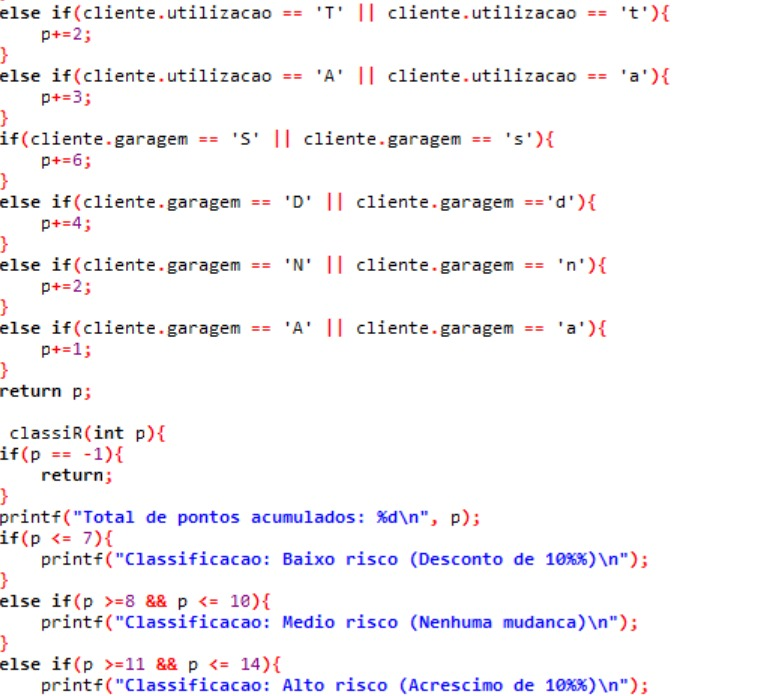 else if(cliente.utilizacao == 'T' || cliente.utilizacao == 't'){
    p+=2;
}
else if(cliente.utilizacao == 'A' || cliente.utilizacao == 'a'){
    p+=3;
}
if(cliente.garagem == 'S' || cliente.garagem == 's'){
    p+=6;
}
else if(cliente.garagem == 'D' || cliente.garagem =='d'){
    p+=4;
}
else if(cliente.garagem == 'N' || cliente.garagem == 'n'){
    p+=2;
}
else if(cliente.garagem == 'A' || cliente.garagem == 'a'){
    p+=1;
}
return p;
classiR(int p){
if(p == -1){
    return;
}
printf("Total de pontos acumulados: %d\n", p);
if(p <= 7){
    printf("Classificacao: Baixo risco (Desconto de 10%%)\n");
}
else if(p >=8 && p <= 10){
    printf("Classificacao: Medio risco (Nenhuma mudanca)\n");
}
else if(p >=11 && p <= 14){
    printf("Classificacao: Alto risco (Acrescimo de 10%%)\n");